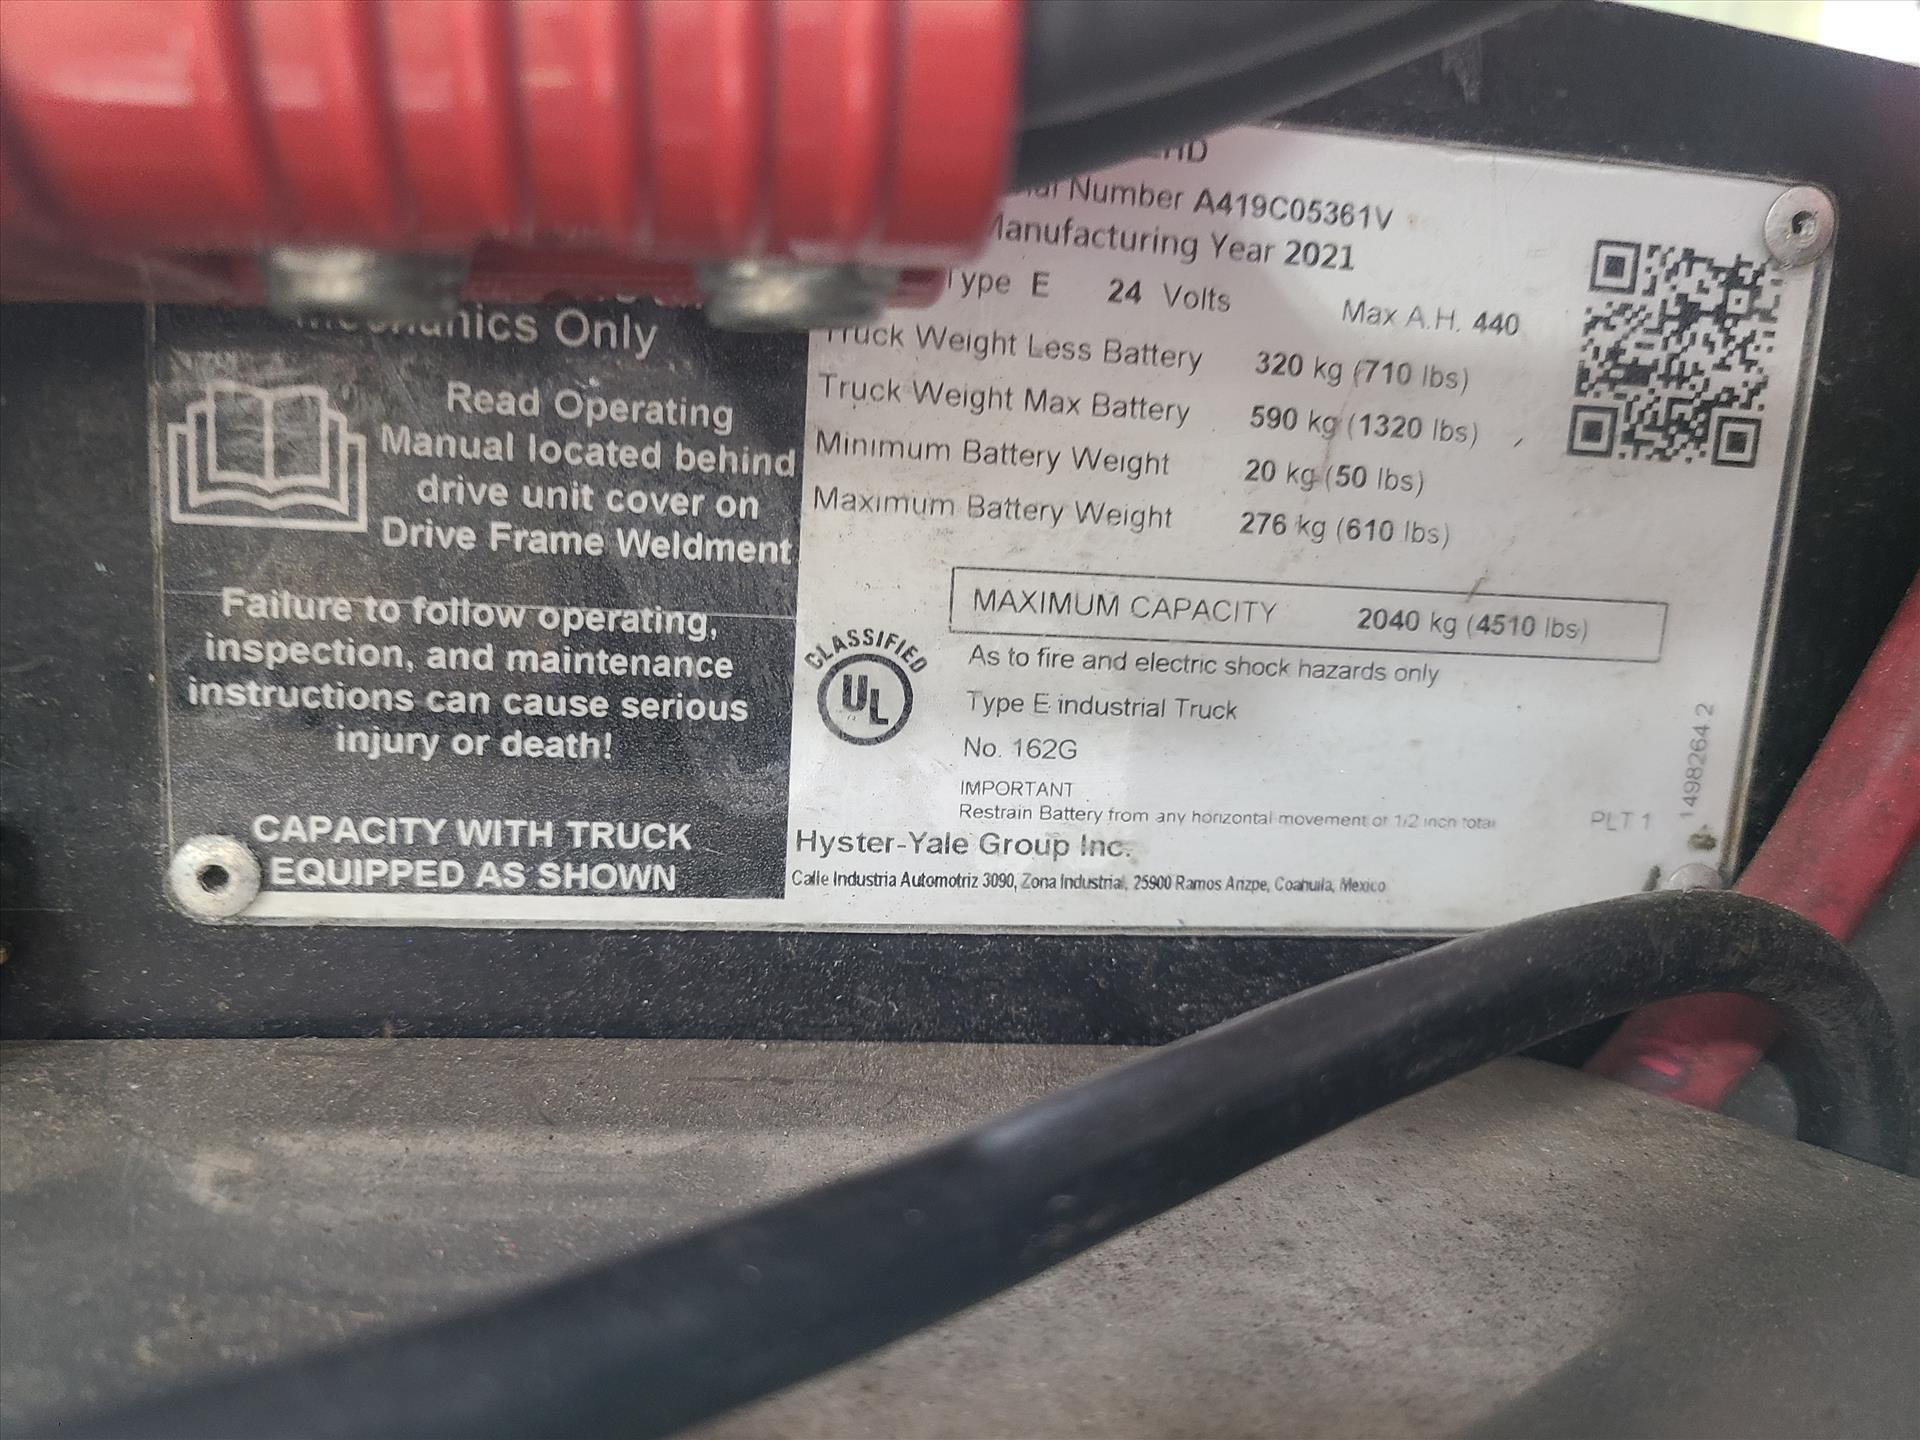 Number A419C05361V
Manufacturing Year 2021
Type E 24 Volts Max A.H. 440
Truck Weight Less Battery 320 kg (710 lbs)
Truck Weight Max Battery 590 kg (1320 lbs)
Minimum Battery Weight 20 kg (50 lbs)
Maximum Battery Weight 276 kg (610 lbs)
MAXIMUM CAPACITY 2040 kg (4510 lbs)
CLASSIFIED
UL
As to fire and electric shock hazards only
Type E industrial Truck
No. 162G
IMPORTANT
Restrain Battery from any horizontal movement of 1/2 inch total
PLT 1
14982642
Hyster-Yale Group Inc.
Calle Industria Automotriz 3090, Zona Industrial, 25900 Ramos Arizpe, Coahuila, Mexico
Mechanics Only
Read Operating
Manual located behind
drive unit cover on
Drive Frame Weldment
Failure to follow operating,
inspection, and maintenance
instructions can cause serious
injury or death!
CAPACITY WITH TRUCK
EQUIPPED AS SHOWN